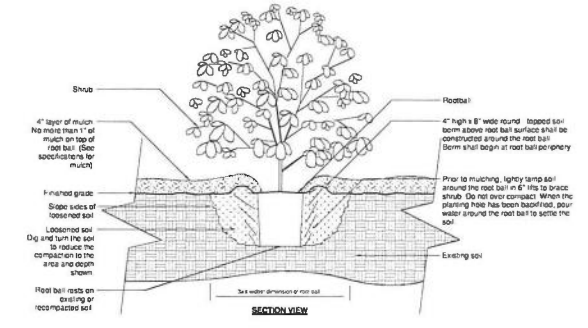 Shrub
4" layer of mulch
No more than 1" of
mulch on top of
root ball (See
specifications for
mulch)
Finished grade
Slope sides of
loosened soil
Loosened soil
Dig and turn the soil
to reduce the
compaction to the
area and depth
shown.
Root ball rests on
existing or
recompacted soil
Rootball
4" high x 8" wide round - topped soil
berm above root ball surface shall be
constructed around the root ball
Berm shall begin at root ball periphery
Prior to mulching, lightly tamp soil
around the root ball in 6" lifts to brace
shrub Do not over compact When the
planting hole has been backfilled, pour
water around the root ball to settle the
soil
Existing soil
root ball
SECTION VIEW